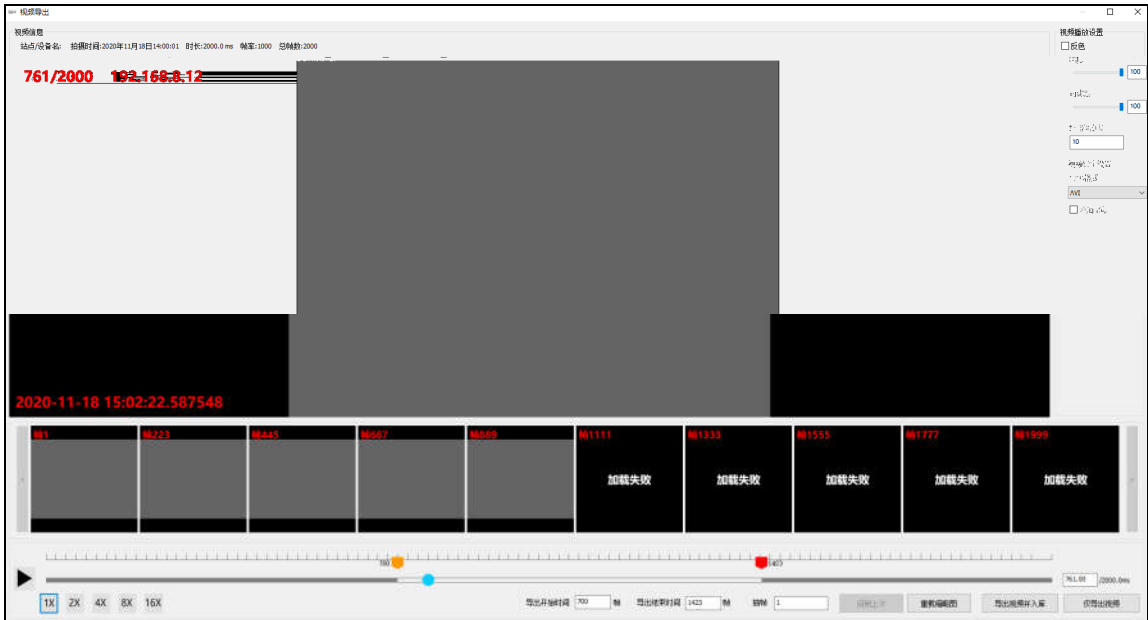 视频导出
视频信息
站点/设备名: 拍摄时间:2020年11月18日14:00:01 时长:2000.0 ms 帧率:1000 总帧数:2000
761/2000 192.168.8.12
视频播放设置
反色
100
100
10
AVI
2020-11-18 15:02:22.587548
帧1 帧223 帧445 帧667 帧889 帧1111 帧1333 帧1555 帧1777 帧1999
加载失败 加载失败 加载失败 加载失败 加载失败
700 1423
761.00 /2000.0ms
1X 2X 4X 8X 16X
导出开始时间 700 帧 导出结束时间 1423 帧 抽帧 1
重载缩略图 导出视频并入库 仅导出视频